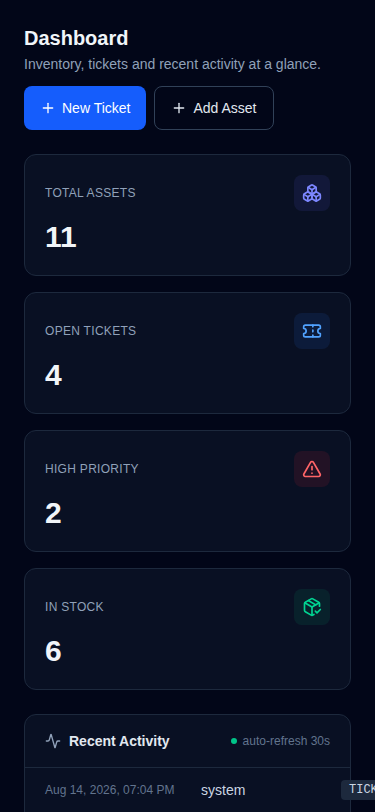 Dashboard
Inventory, tickets and recent activity at a glance.
New Ticket
Add Asset
TOTAL ASSETS
11
OPEN TICKETS
4
HIGH PRIORITY
2
IN STOCK
6
Recent Activity
auto-refresh 30s
Aug 14, 2026, 07:04 PM system